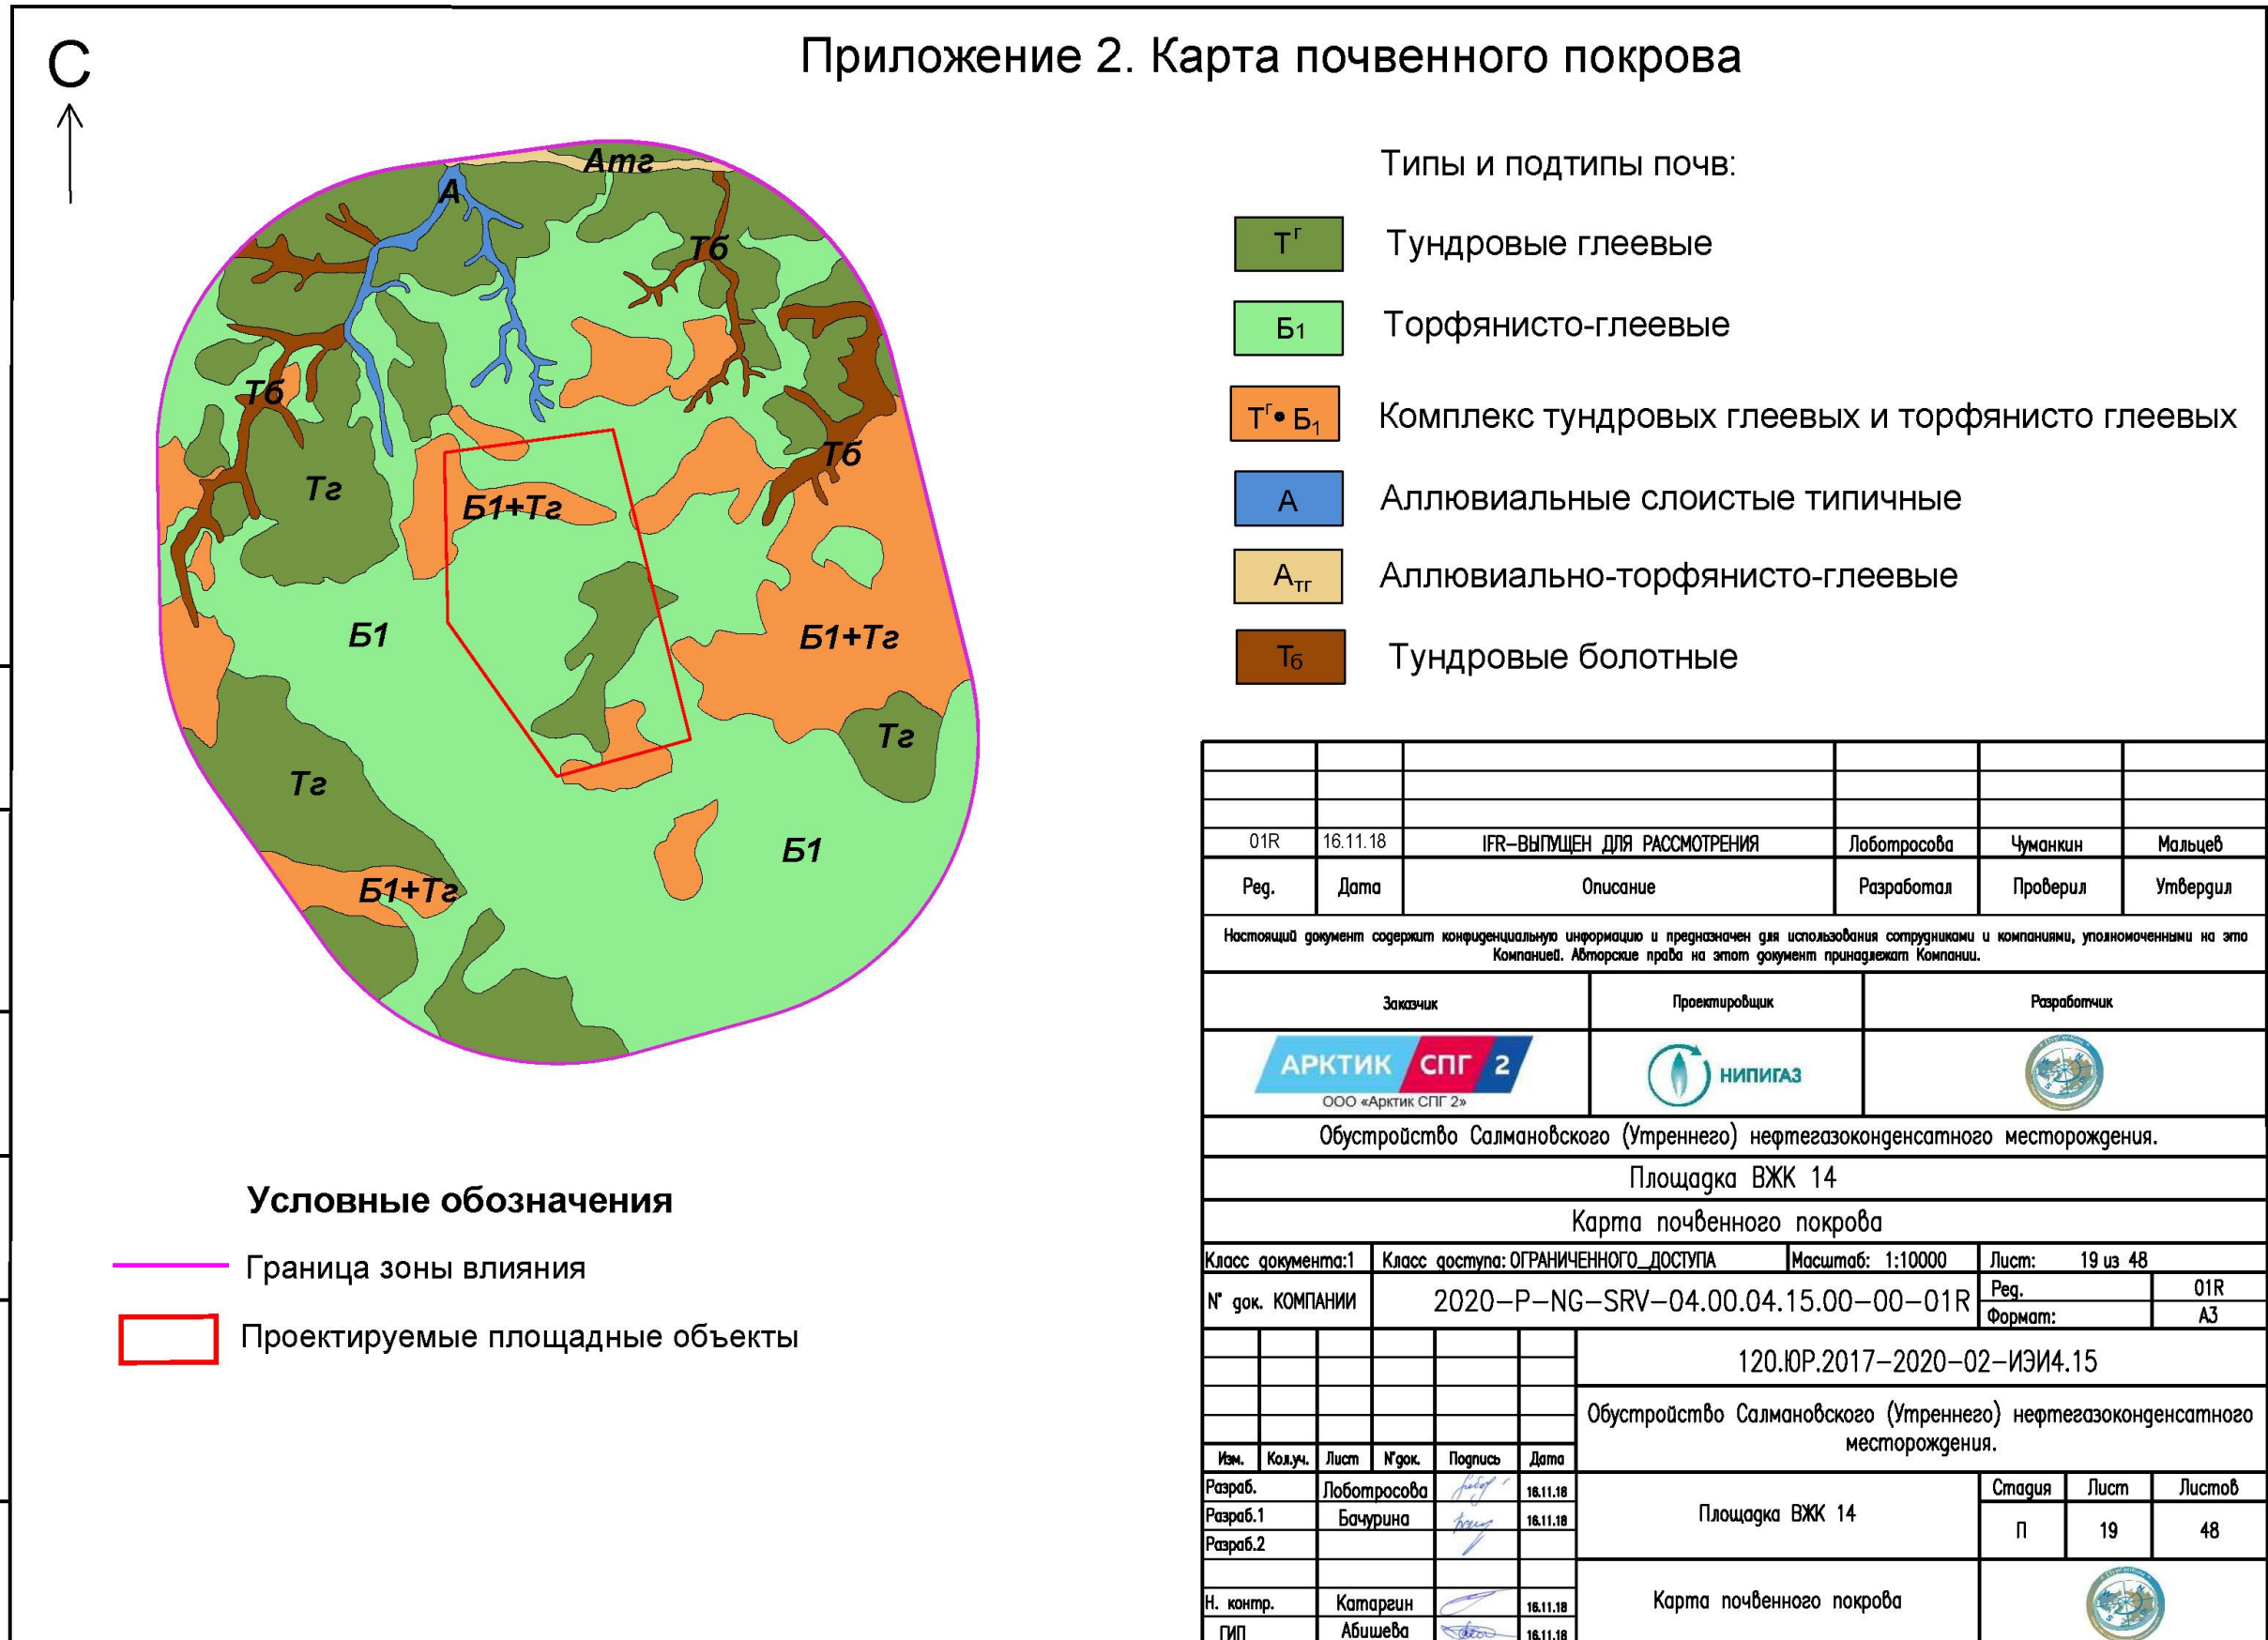 Приложение 2. Карта почвенного покрова
С
Атг
А
Тб
Тб
Тб
Тг
Б1+Тг
Б1
Б1+Тг
Тг
Тг
Б1
Б1+Тг
Типы и подтипы почв:
Тᴦ Тундровые глеевые
Б1 Торфянисто-глеевые
Тᴦ•Б₁ Комплекс тундровых глеевых и торфянисто глеевых
А Аллювиальные слоистые типичные
Атг Аллювиально-торфянисто-глеевые
Тб Тундровые болотные
Условные обозначения
Граница зоны влияния
Проектируемые площадные объекты
01R 16.11.18 IFR-ВЫПУЩЕН ДЛЯ РАССМОТРЕНИЯ Лоботросова Чуманкин Мальцев
Ред. Дата Описание Разработал Проверил Утвердил
Настоящий документ содержит конфиденциальную информацию и предназначен для использования сотрудниками и компаниями, уполномоченными на это
Компанией. Авторские права на этот документ принадлежат Компании.
Заказчик Проектировщик Разработчик
АРКТИК СПГ 2
ООО «Арктик СПГ 2»
НИПИГАЗ
Обустройство Салмановского (Утреннего) нефтегазоконденсатного месторождения.
Площадка ВЖК 14
Карта почвенного покрова
Класс документа:1 Класс доступа: ОГРАНИЧЕННОГО_ДОСТУПА Масштаб: 1:10000 Лист: 19 из 48
N° док. КОМПАНИИ 2020-P-NG-SRV-04.00.04.15.00-00-01R Ред. 01R
Формат: А3
120.ЮР.2017-2020-02-ИЭИ4.15
Обустройство Салмановского (Утреннего) нефтегазоконденсатного
месторождения.
Изм. Кол.уч. Лист N°док. Подпись Дата
Разраб. Лоботросова 16.11.18
Разраб.1 Бачурина 16.11.18
Разраб.2
Площадка ВЖК 14
Стадия Лист Листов
П 19 48
Н. контр. Катаргин 16.11.18
ГИП Абишева 16.11.18
Карта почвенного покрова